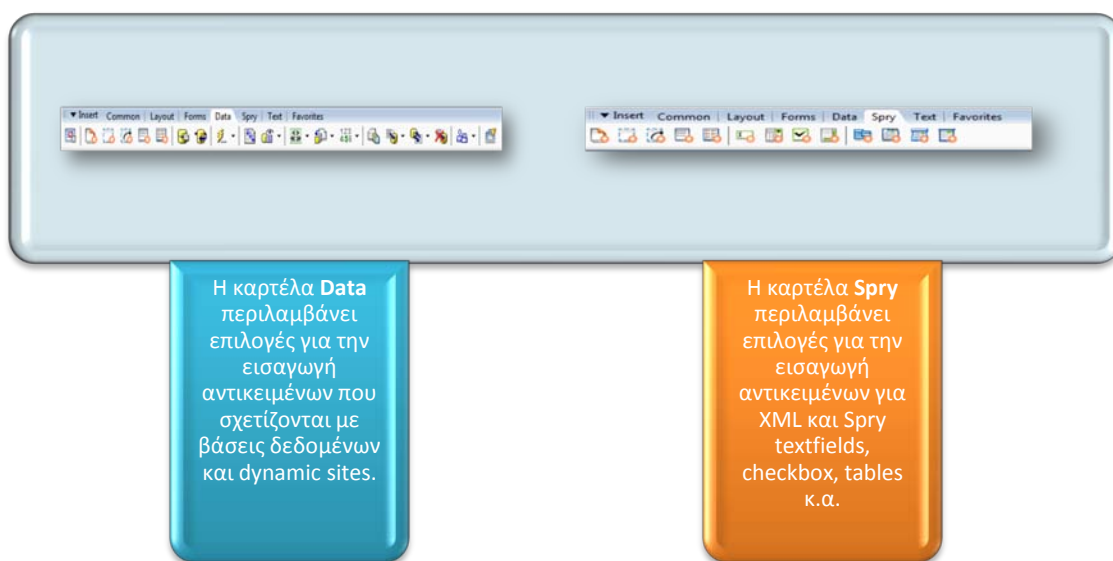 ▼ Insert Common Layout Forms Data Spry Text Favorites
▼ Insert Common Layout Forms Data Spry Text Favorites
Η καρτέλα Data
περιλαμβάνει
επιλογές για την
εισαγωγή
αντικειμένων που
σχετίζονται με
βάσεις δεδομένων
και dynamic sites.
Η καρτέλα Spry
περιλαμβάνει
επιλογές για την
εισαγωγή
αντικειμένων για
XML και Spry
textfields,
checkbox, tables
κ.α.